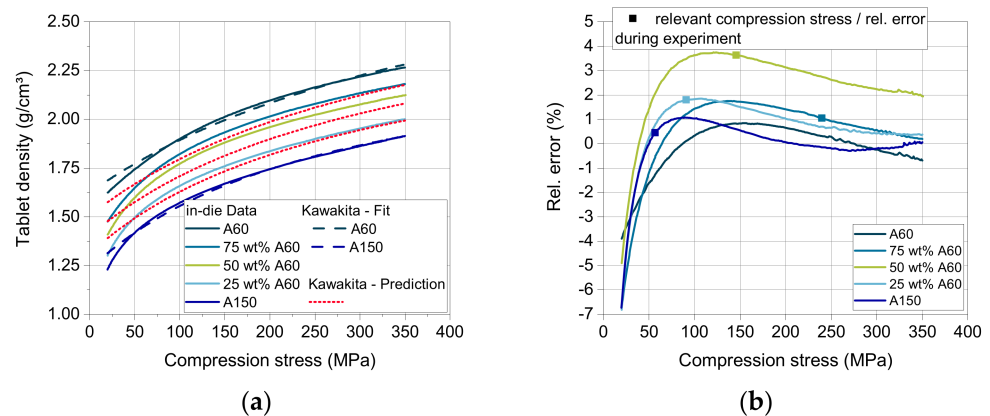 2.50
2.25
2.00
1.75
1.50
1.25
1.00
Tablet density (g/cm³)
in-die Data
A60
75 wt% A60
50 wt% A60
25 wt% A60
A150
Kawakita - Fit
A60
A150
Kawakita - Prediction
0 50 100 150 200 250 300 350 400
Compression stress (MPa)
(a)
5
4
3
2
1
0
-1
-2
-3
-4
-5
-6
-7
Rel. error (%)
relevant compression stress / rel. error
during experiment
A60
75 wt% A60
50 wt% A60
25 wt% A60
A150
0 50 100 150 200 250 300 350 400
Compression stress (MPa)
(b)